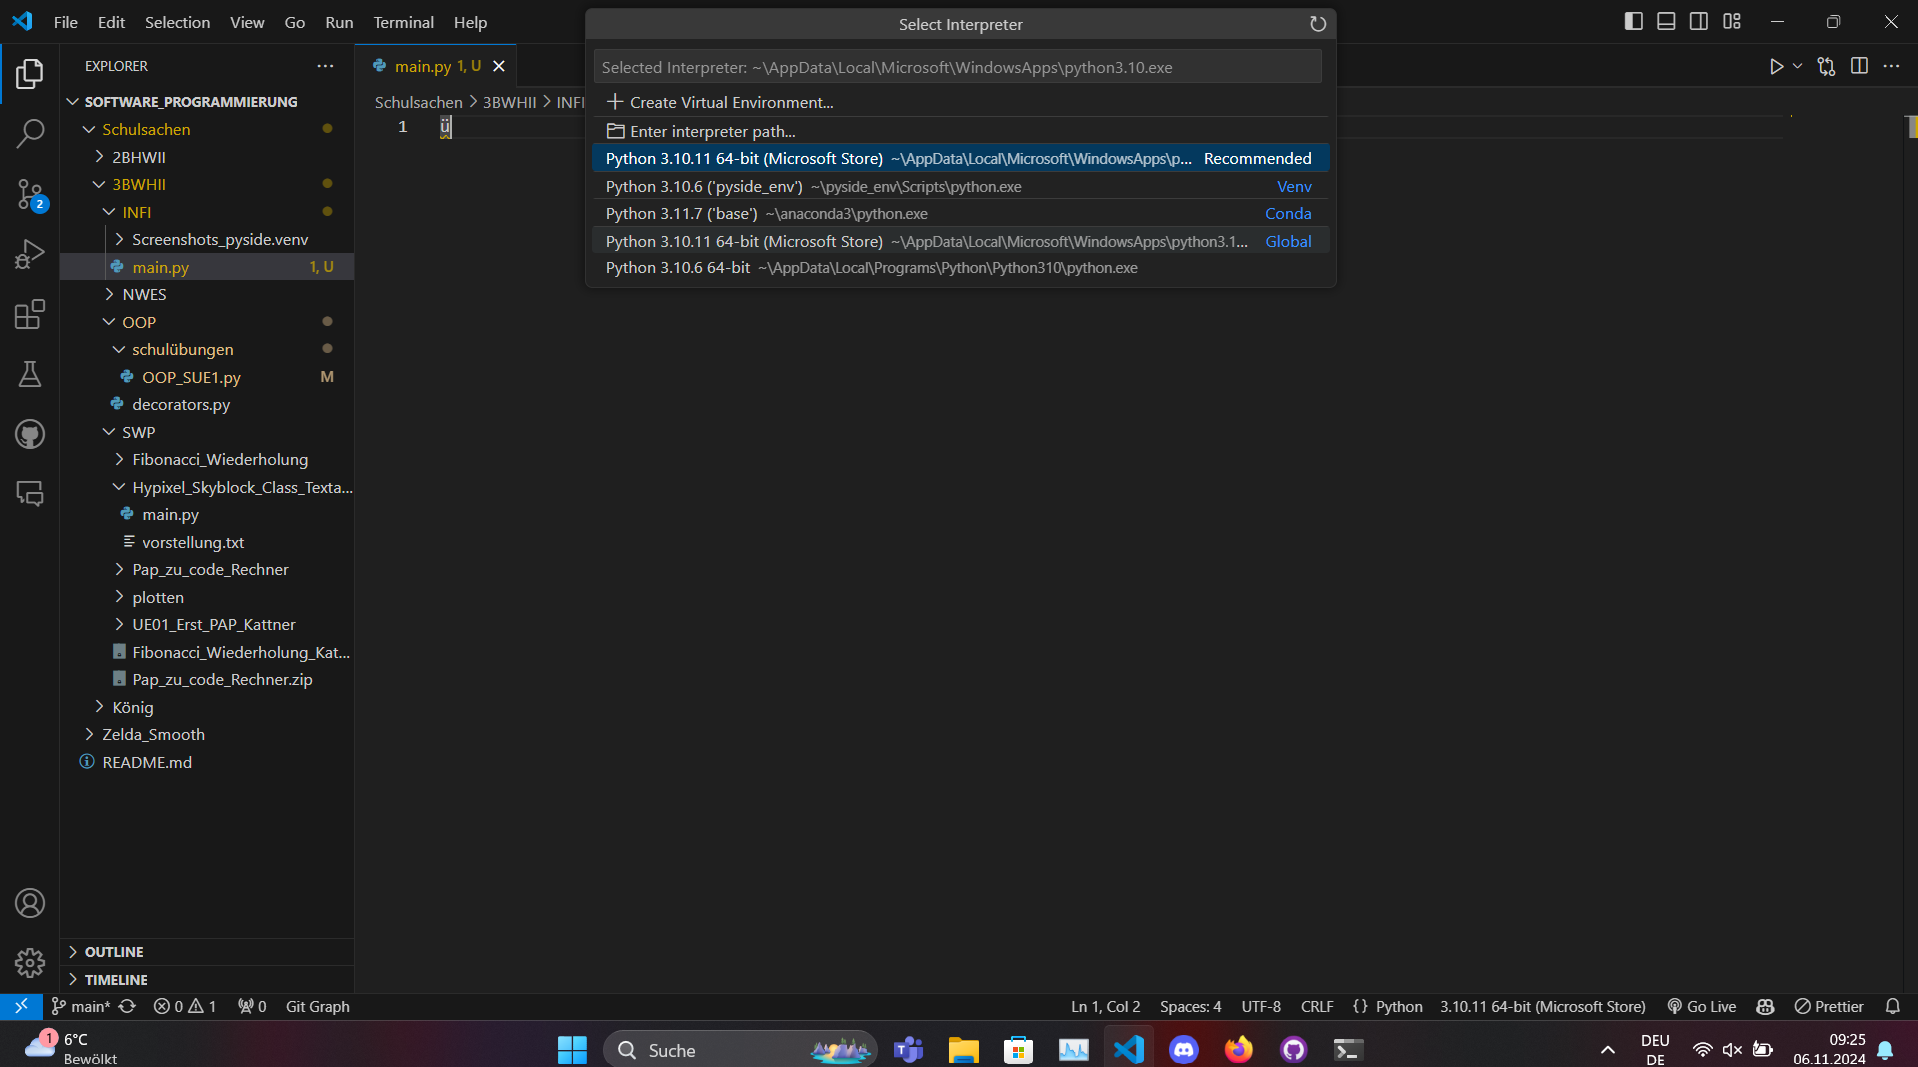 File Edit Selection View Go Run Terminal Help
Select Interpreter
EXPLORER
main.py 1, U
Selected Interpreter: ~\AppData\Local\Microsoft\WindowsApps\python3.10.exe
SOFTWARE_PROGRAMMIERUNG
Schulsachen > 3BWHII > INFI
Create Virtual Environment...
1 ü
Enter interpreter path...
Python 3.10.11 64-bit (Microsoft Store) ~\AppData\Local\Microsoft\WindowsApps\p... Recommended
Python 3.10.6 ('pyside_env') ~\pyside_env\Scripts\python.exe Venv
Python 3.11.7 ('base') ~\anaconda3\python.exe Conda
Python 3.10.11 64-bit (Microsoft Store) ~\AppData\Local\Microsoft\WindowsApps\python3.1... Global
Python 3.10.6 64-bit ~\AppData\Local\Programs\Python\Python310\python.exe
Schulsachen
2BHWII
3BWHII
INFI
Screenshots_pyside.venv
main.py 1, U
NWES
OOP
schulübungen
OOP_SUE1.py M
decorators.py
SWP
Fibonacci_Wiederholung
Hypixel_Skyblock_Class_Texta...
main.py
vorstellung.txt
Pap_zu_code_Rechner
plotten
UE01_Erst_PAP_Kattner
Fibonacci_Wiederholung_Kat...
Pap_zu_code_Rechner.zip
König
Zelda_Smooth
README.md
2
OUTLINE
TIMELINE
main* 0 1 0 Git Graph
Ln 1, Col 2 Spaces: 4 UTF-8 CRLF {} Python 3.10.11 64-bit (Microsoft Store) Go Live Prettier
1 6°C
Bewölkt
Suche
DEU
DE
09:25
06.11.2024